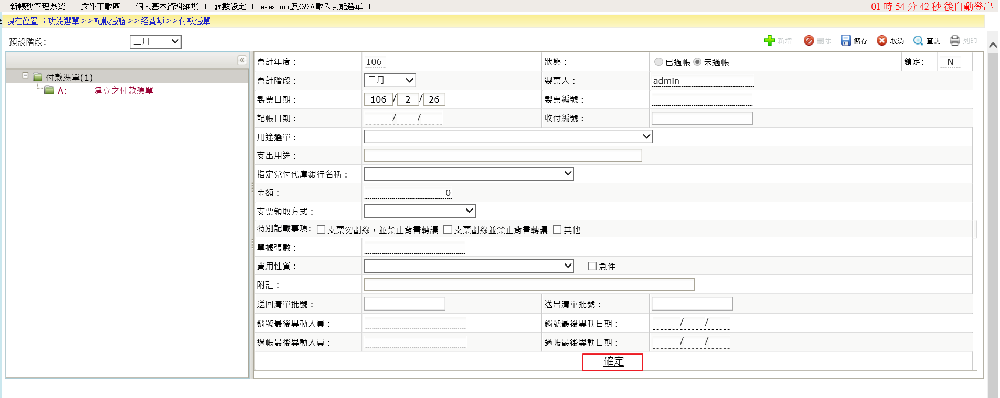 | 新帳務管理系統 | 文件下載區 | 個人基本資料維護 | 參數設定 | e-learning及Q&A載入功能選單 | |
01 時 54 分 42 秒 後自動登出
現在位置 : 功能選單 >> 記帳憑證 >> 經費類 >> 付款憑單
預設階段: 二月
新增 刪除 儲存 取消 查詢 列印
付款憑單(1)
A: 建立之付款憑單
會計年度: 106 狀態: 已過帳 未過帳 鎖定: N
會計階段: 二月 製票人: admin
製票日期: 106 / 2 / 26 製票編號:
記帳日期: / / 收付編號:
用途選單:
支出用途:
指定兌付代庫銀行名稱:
金額: 0
支票領取方式:
特別記載事項: 支票勿劃線，並禁止背書轉讓 支票劃線並禁止背書轉讓 其他
單據張數:
費用性質: 急件
附註:
送回清單批號: 送出清單批號:
銷號最後異動人員: 銷號最後異動日期: / /
過帳最後異動人員: 過帳最後異動日期: / /
確定